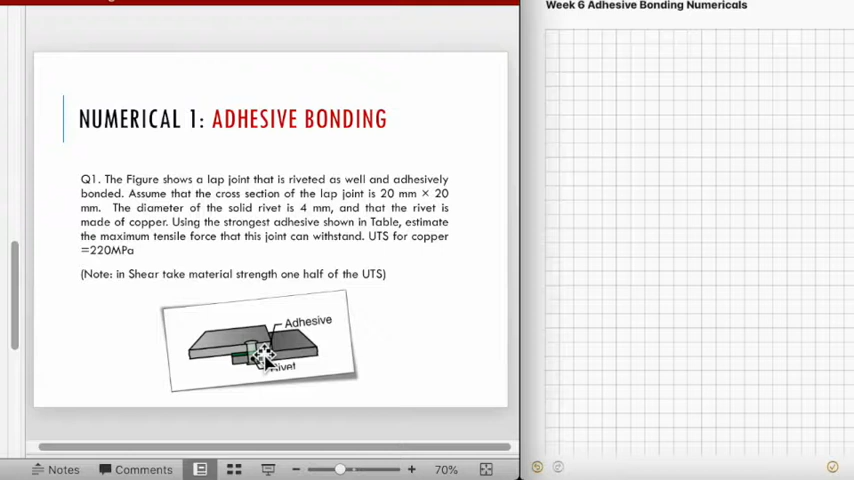 Week 6 Adhesive Bonding Numericals
NUMERICAL 1: ADHESIVE BONDING
Q1. The Figure shows a lap joint that is riveted as well and adhesively
bonded. Assume that the cross section of the lap joint is 20 mm × 20
mm. The diameter of the solid rivet is 4 mm, and that the rivet is
made of copper. Using the strongest adhesive shown in Table, estimate
the maximum tensile force that this joint can withstand. UTS for copper
=220MPa
(Note: in Shear take material strength one half of the UTS)
Adhesive
Rivet
Notes
Comments
70%